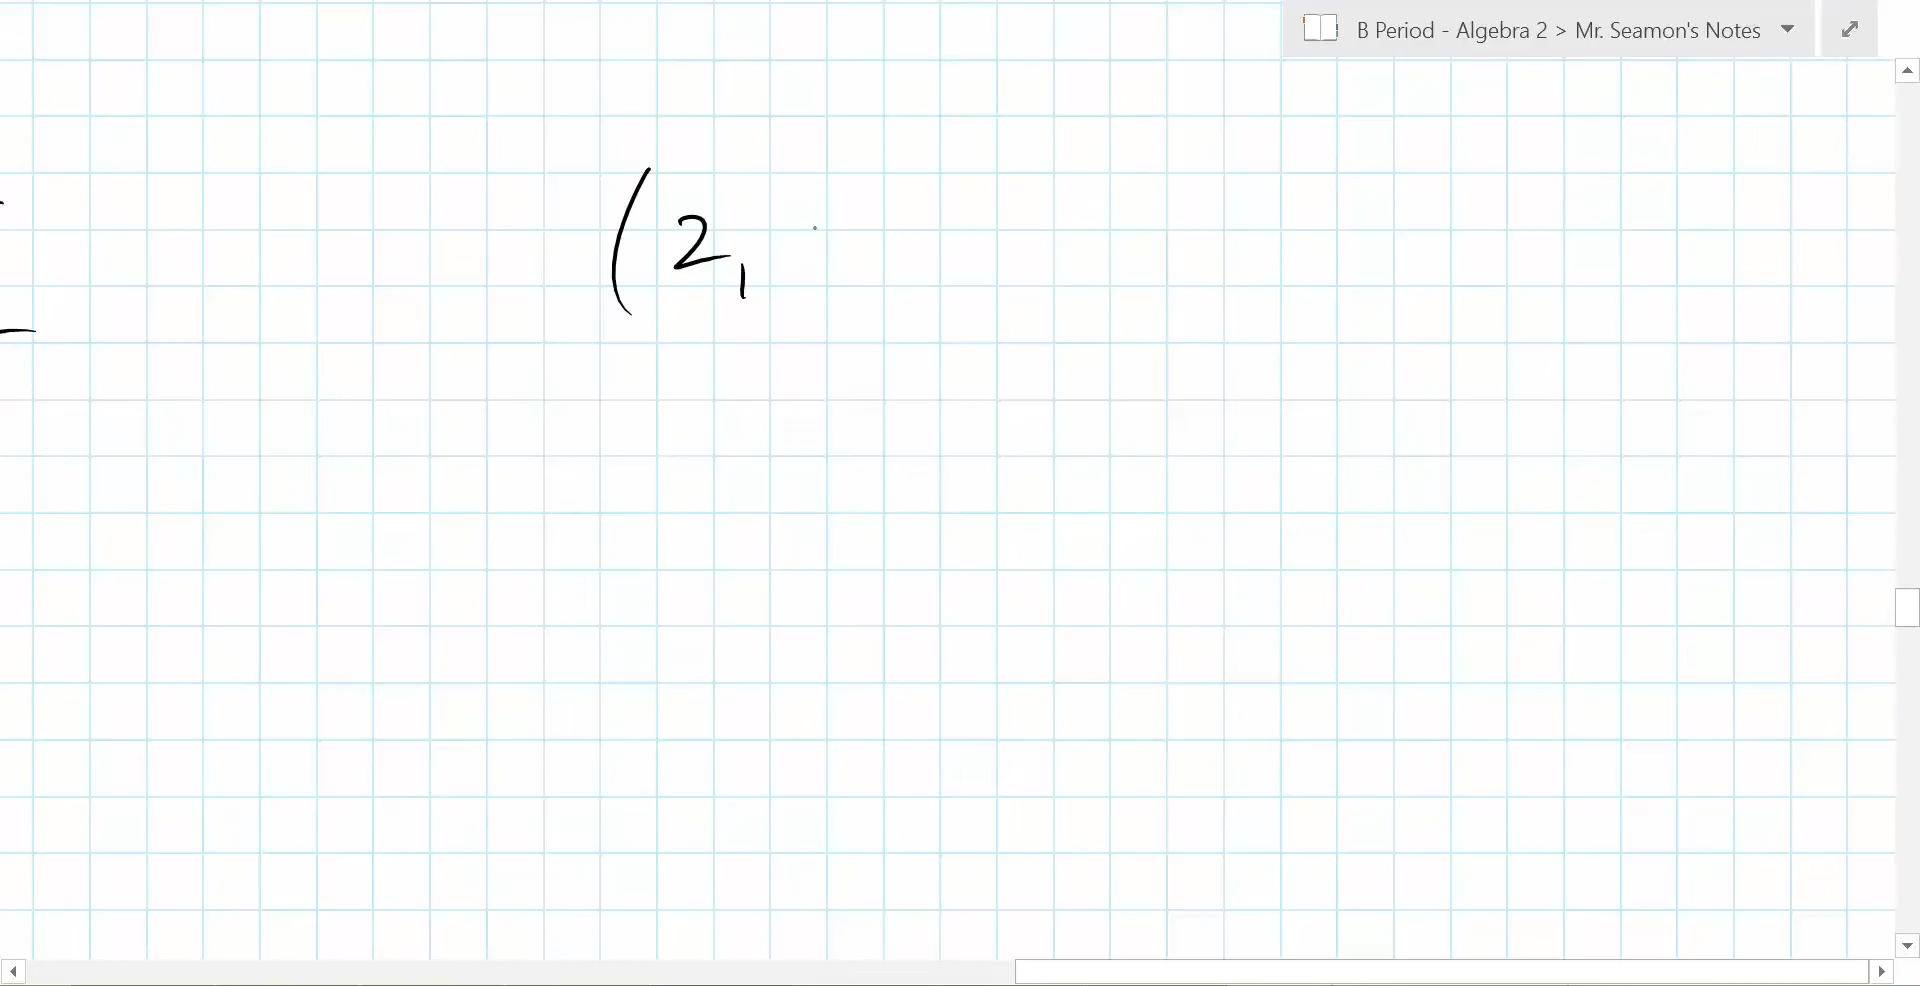 B Period - Algebra 2 > Mr. Seamon's Notes
(2,